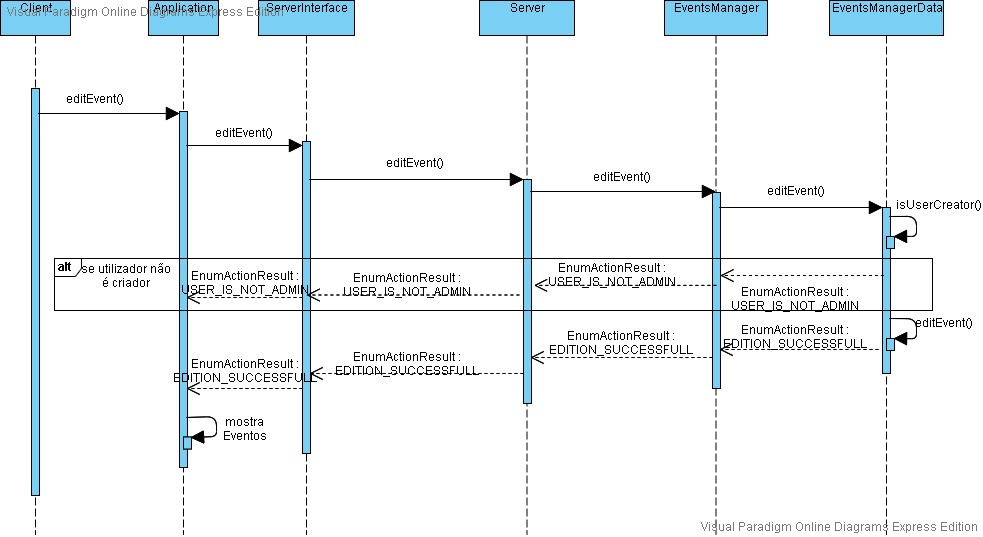 Visual Paradigm Online Diagrams Express Edition
Client
Application
ServerInterface
Server
EventsManager
EventsManagerData
editEvent()
editEvent()
editEvent()
editEvent()
editEvent()
isUserCreator()
alt
se utilizador não
é criador
EnumActionResult :
USER_IS_NOT_ADMIN
EnumActionResult :
USER_IS_NOT_ADMIN
EnumActionResult :
USER_IS_NOT_ADMIN
EnumActionResult :
USER_IS_NOT_ADMIN
editEvent()
EnumActionResult :
EDITION_SUCCESSFULL
EnumActionResult :
EDITION_SUCCESSFULL
EnumActionResult :
EDITION_SUCCESSFULL
EnumActionResult :
EDITION_SUCCESSFULL
mostra
Eventos
Visual Paradigm Online Diagrams Express Edition